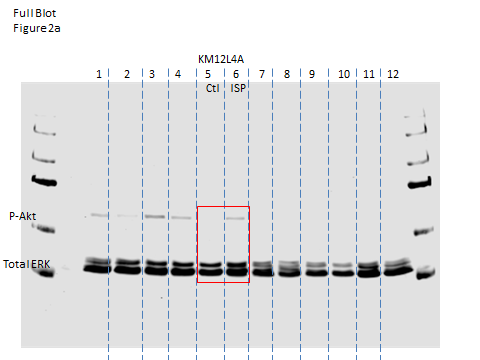 Full Blot
Figure 2a
KM12L4A
1 2 3 4 5 6 7 8 9 10 11 12
Ctl ISP
P-Akt
Total ERK